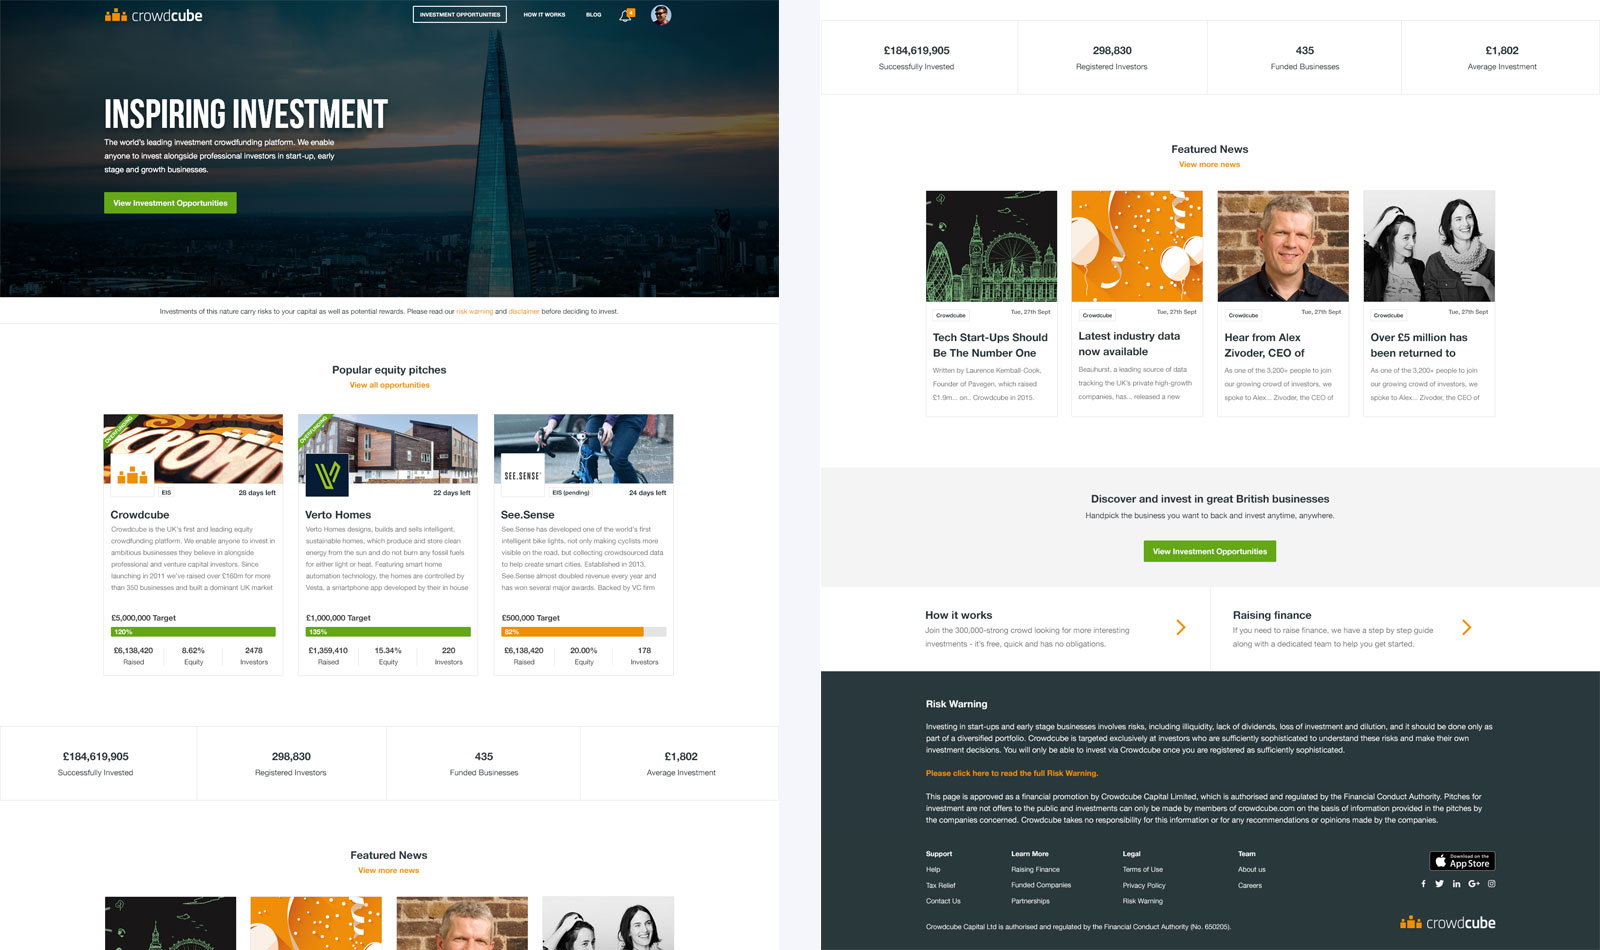 crowdcube
INVESTMENT OPPORTUNITIES
HOW IT WORKS
BLOG
4
INSPIRING INVESTMENT
The world's leading investment crowdfunding platform. We enable
anyone to invest alongside professional investors in start-up, early
stage and growth businesses.
View Investment Opportunities
Investments of this nature carry risks to your capital as well as potential rewards. Please read our risk warning and disclaimer before deciding to invest.
Popular equity pitches
View all opportunities
OVERFUNDING
CROWD
EIS
28 days left
Crowdcube
Crowdcube is the UK's first and leading equity
crowdfunding platform. We enable anyone to invest in
ambitious businesses they believe in alongside
professional and venture capital investors. Since
launching in 2011 we've raised over £160m for more
than 350 businesses and built a dominant UK market
£5,000,000 Target
120%
£6,138,420
Raised
8.62%
Equity
2478
Investors
OVERFUNDING
22 days left
Verto Homes
Verto Homes designs, builds and sells intelligent,
sustainable homes, which produce and store clean
energy from the sun and do not burn any fossil fuels
for either light or heat. Featuring smart home
automation technology, the homes are controlled by
Vesta, a smartphone app developed by their in house
£1,000,000 Target
135%
£1,359,410
Raised
15.34%
Equity
220
Investors
SEE.SENSE
EIS (pending)
24 days left
See.Sense
See.Sense has developed one of the world's first
intelligent bike lights, not only making cyclists more
visible on the road, but collecting crowdsourced data
to help create smart cities. Established in 2013,
See.Sense almost doubled revenue every year and
has won several major awards. Backed by VC firm
£500,000 Target
82%
£6,138,420
Raised
20.00%
Equity
178
Investors
£184,619,905
Successfully Invested
298,830
Registered Investors
435
Funded Businesses
£1,802
Average Investment
Featured News
View more news
£184,619,905
Successfully Invested
298,830
Registered Investors
435
Funded Businesses
£1,802
Average Investment
Featured News
View more news
Crowdcube
Tue, 27th Sept
Tech Start-Ups Should
Be The Number One
Written by Laurence Kemball-Cook,
Founder of Pavegen, which raised
£1.9m... on.. Crowdcube in 2015.
Crowdcube
Tue, 27th Sept
Latest industry data
now available
Beauhurst, a leading source of data
tracking the UK's private high-growth
companies, has... released a new
Crowdcube
Tue, 27th Sept
Hear from Alex
Zivoder, CEO of
As one of the 3,200+ people to join
our growing crowd of investors, we
spoke to Alex... Zivoder, the CEO of
Crowdcube
Tue, 27th Sept
Over £5 million has
been returned to
As one of the 3,200+ people to join
our growing crowd of investors, we
spoke to Alex... Zivoder, the CEO of
Discover and invest in great British businesses
Handpick the business you want to back and invest anytime, anywhere.
View Investment Opportunities
How it works
Join the 300,000-strong crowd looking for more interesting
investments - it's free, quick and has no obligations.
Raising finance
If you need to raise finance, we have a step by step guide
along with a dedicated team to help you get started.
Risk Warning
Investing in start-ups and early stage businesses involves risks, including illiquidity, lack of dividends, loss of investment and dilution, and it should be done only as
part of a diversified portfolio. Crowdcube is targeted exclusively at investors who are sufficiently sophisticated to understand these risks and make their own
investment decisions. You will only be able to invest via Crowdcube once you are registered as sufficiently sophisticated.
Please click here to read the full Risk Warning.
This page is approved as a financial promotion by Crowdcube Capital Limited, which is authorised and regulated by the Financial Conduct Authority. Pitches for
investment are not offers to the public and investments can only be made by members of crowdcube.com on the basis of information provided in the pitches by
the companies concerned. Crowdcube takes no responsibility for this information or for any recommendations or opinions made by the companies.
Support
Help
Tax Relief
Contact Us
Learn More
Raising Finance
Funded Companies
Partnerships
Legal
Terms of Use
Privacy Policy
Risk Warning
Team
About us
Careers
Download on the
App Store
Crowdcube Capital Ltd is authorised and regulated by the Financial Conduct Authority (No. 650205).
crowdcube